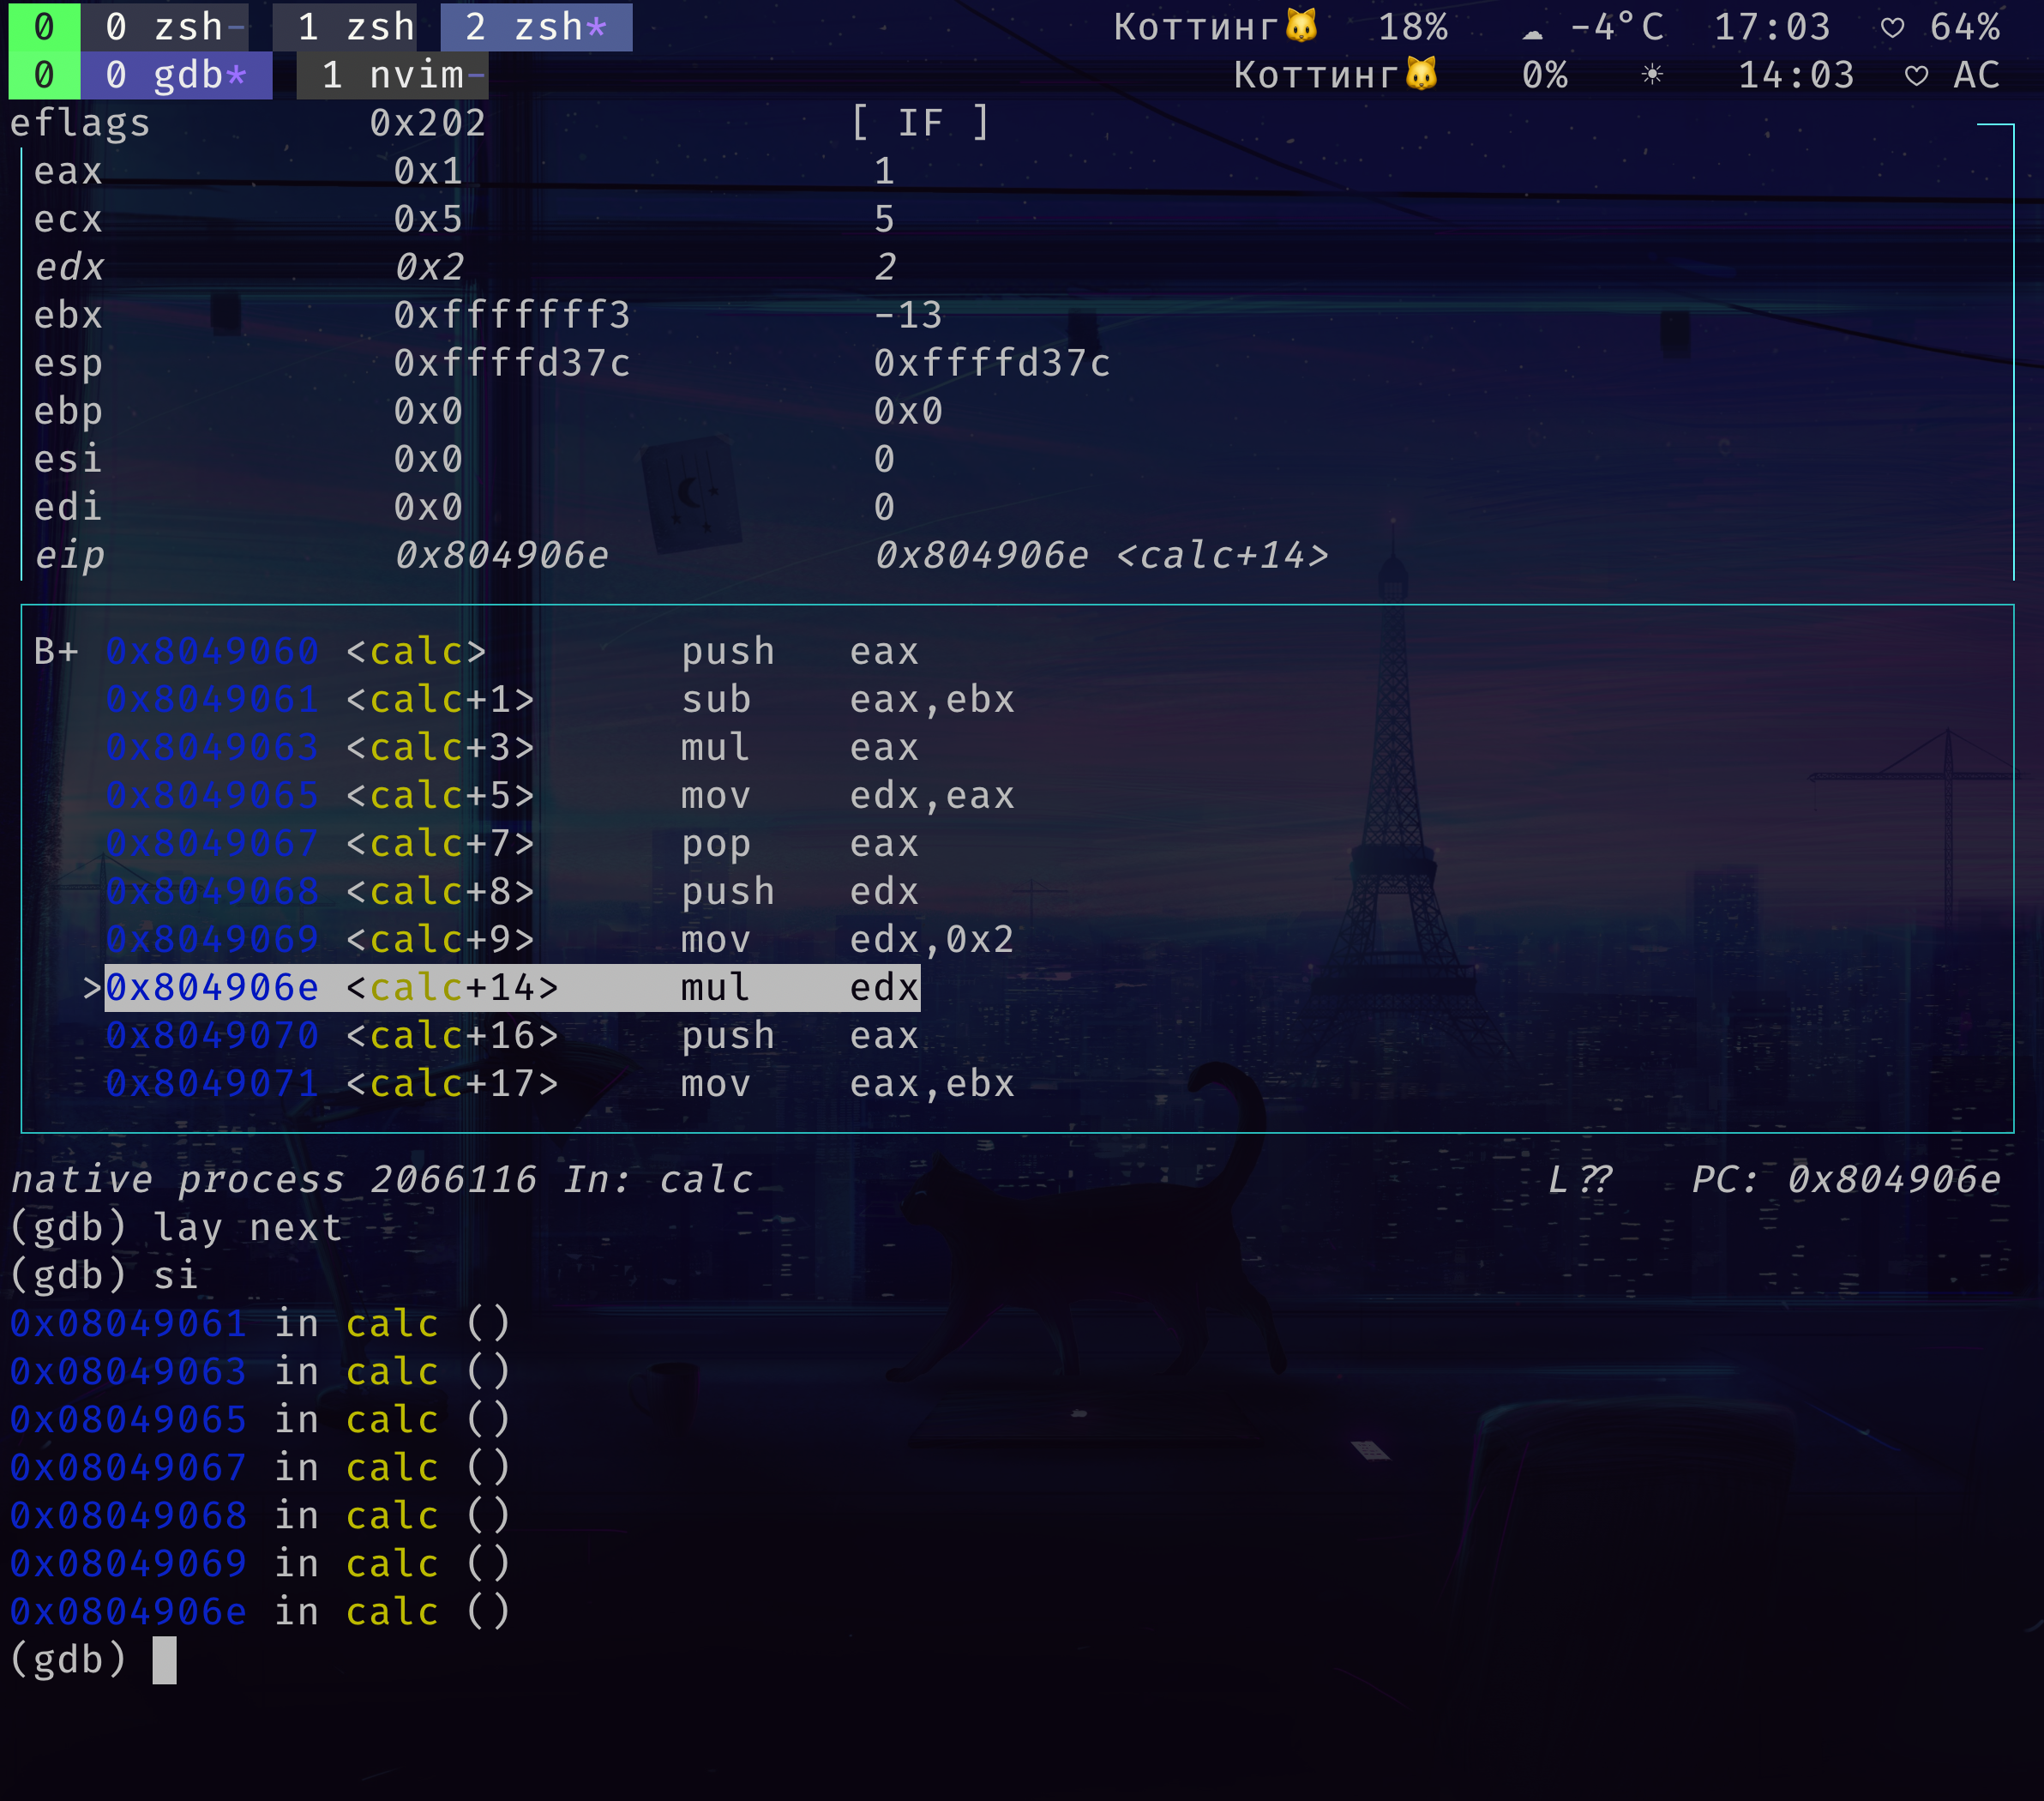 0 0 zsh- 1 zsh 2 zsh* Коттинг🐱 18% ☁ -4°C 17:03 ♡ 64%
0 0 gdb* 1 nvim- Коттинг🐱 0% ☀ 14:03 ♡ AC
eflags 0x202 [ IF ]
eax 0x1 1
ecx 0x5 5
edx 0x2 2
ebx 0xfffffff3 -13
esp 0xffffd37c 0xffffd37c
ebp 0x0 0x0
esi 0x0 0
edi 0x0 0
eip 0x804906e 0x804906e <calc+14>
B+ 0x8049060 <calc> push eax
0x8049061 <calc+1> sub eax,ebx
0x8049063 <calc+3> mul eax
0x8049065 <calc+5> mov edx,eax
0x8049067 <calc+7> pop eax
0x8049068 <calc+8> push edx
0x8049069 <calc+9> mov edx,0x2
>0x804906e <calc+14> mul edx
0x8049070 <calc+16> push eax
0x8049071 <calc+17> mov eax,ebx
native process 2066116 In: calc L?? PC: 0x804906e
(gdb) lay next
(gdb) si
0x08049061 in calc ()
0x08049063 in calc ()
0x08049065 in calc ()
0x08049067 in calc ()
0x08049068 in calc ()
0x08049069 in calc ()
0x0804906e in calc ()
(gdb)